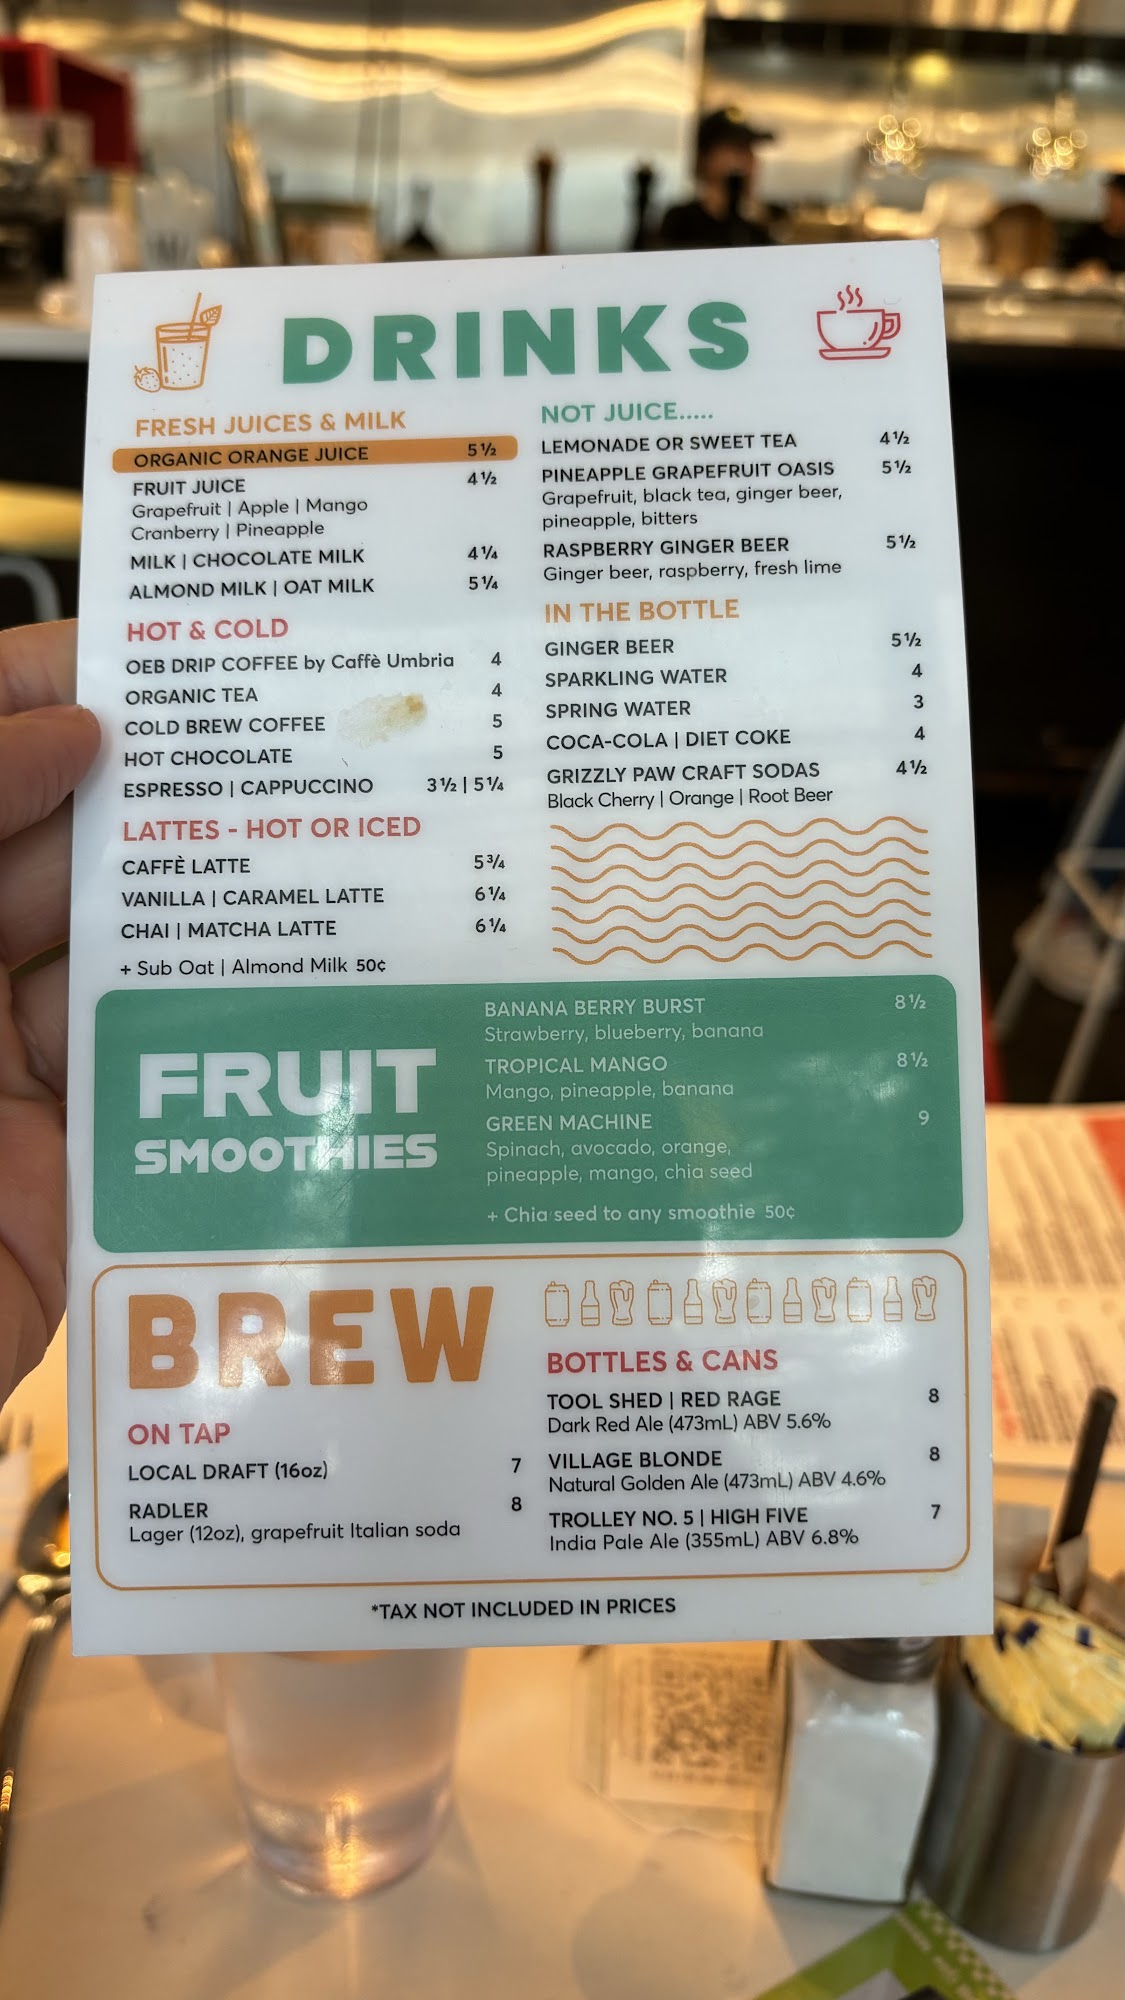 DRINKS
FRESH JUICES & MILK
ORGANIC ORANGE JUICE 5½
FRUIT JUICE 4½
Grapefruit | Apple | Mango
Cranberry | Pineapple
MILK | CHOCOLATE MILK 4¼
ALMOND MILK | OAT MILK 5¼
HOT & COLD
OEB DRIP COFFEE by Caffè Umbria 4
ORGANIC TEA 4
COLD BREW COFFEE 5
HOT CHOCOLATE 5
ESPRESSO | CAPPUCCINO 3½ | 5¼
LATTES - HOT OR ICED
CAFFÈ LATTE 5¾
VANILLA | CARAMEL LATTE 6¼
CHAI | MATCHA LATTE 6¼
+ Sub Oat | Almond Milk 50¢
NOT JUICE.....
LEMONADE OR SWEET TEA 4½
PINEAPPLE GRAPEFRUIT OASIS 5½
Grapefruit, black tea, ginger beer,
pineapple, bitters
RASPBERRY GINGER BEER 5½
Ginger beer, raspberry, fresh lime
IN THE BOTTLE
GINGER BEER 5½
SPARKLING WATER 4
SPRING WATER 3
COCA-COLA | DIET COKE 4
GRIZZLY PAW CRAFT SODAS 4½
Black Cherry | Orange | Root Beer
FRUIT
SMOOTHIES
BANANA BERRY BURST 8½
Strawberry, blueberry, banana
TROPICAL MANGO 8½
Mango, pineapple, banana
GREEN MACHINE 9
Spinach, avocado, orange,
pineapple, mango, chia seed
+ Chia seed to any smoothie 50¢
BREW
ON TAP
LOCAL DRAFT (16oz) 7
RADLER 8
Lager (12oz), grapefruit Italian soda
BOTTLES & CANS
TOOL SHED | RED RAGE 8
Dark Red Ale (473mL) ABV 5.6%
VILLAGE BLONDE 8
Natural Golden Ale (473mL) ABV 4.6%
TROLLEY NO. 5 | HIGH FIVE 7
India Pale Ale (355mL) ABV 6.8%
*TAX NOT INCLUDED IN PRICES